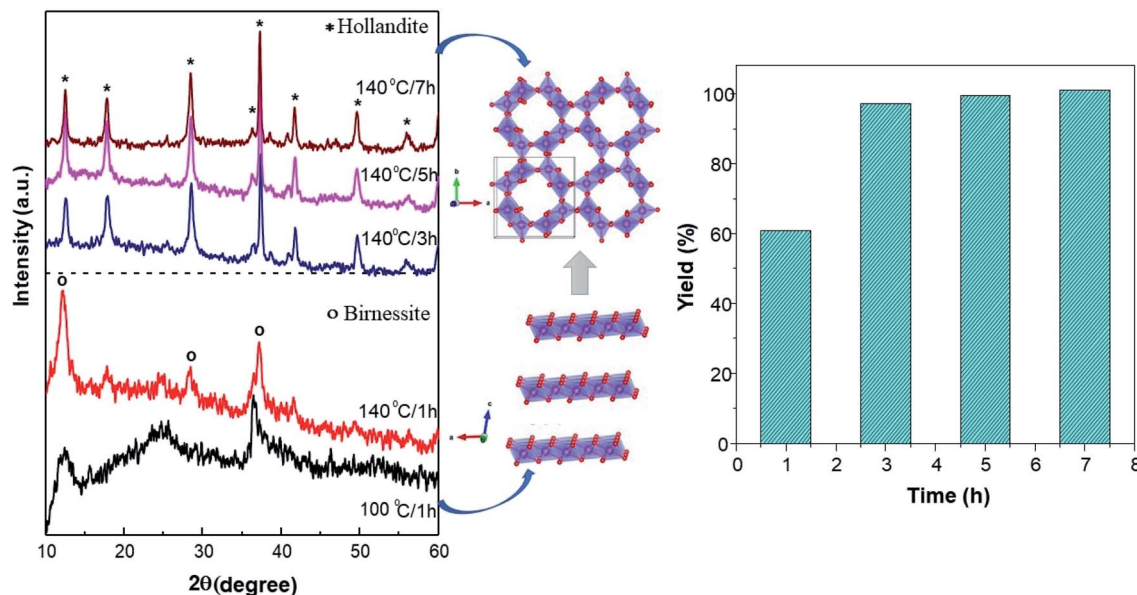 * Hollandite
*
*
*
*
*
*
*
*
140 °C/7h
140 °C/5h
140 °C/3h
o
o Birnessite
o
o
140 °C/1h
100 °C/1h
Intensity (a.u.)
10 20 30 40 50 60
2θ(degree)
b
a
c
a
Yield (%)
100
80
60
40
20
0
0 1 2 3 4 5 6 7 8
Time (h)